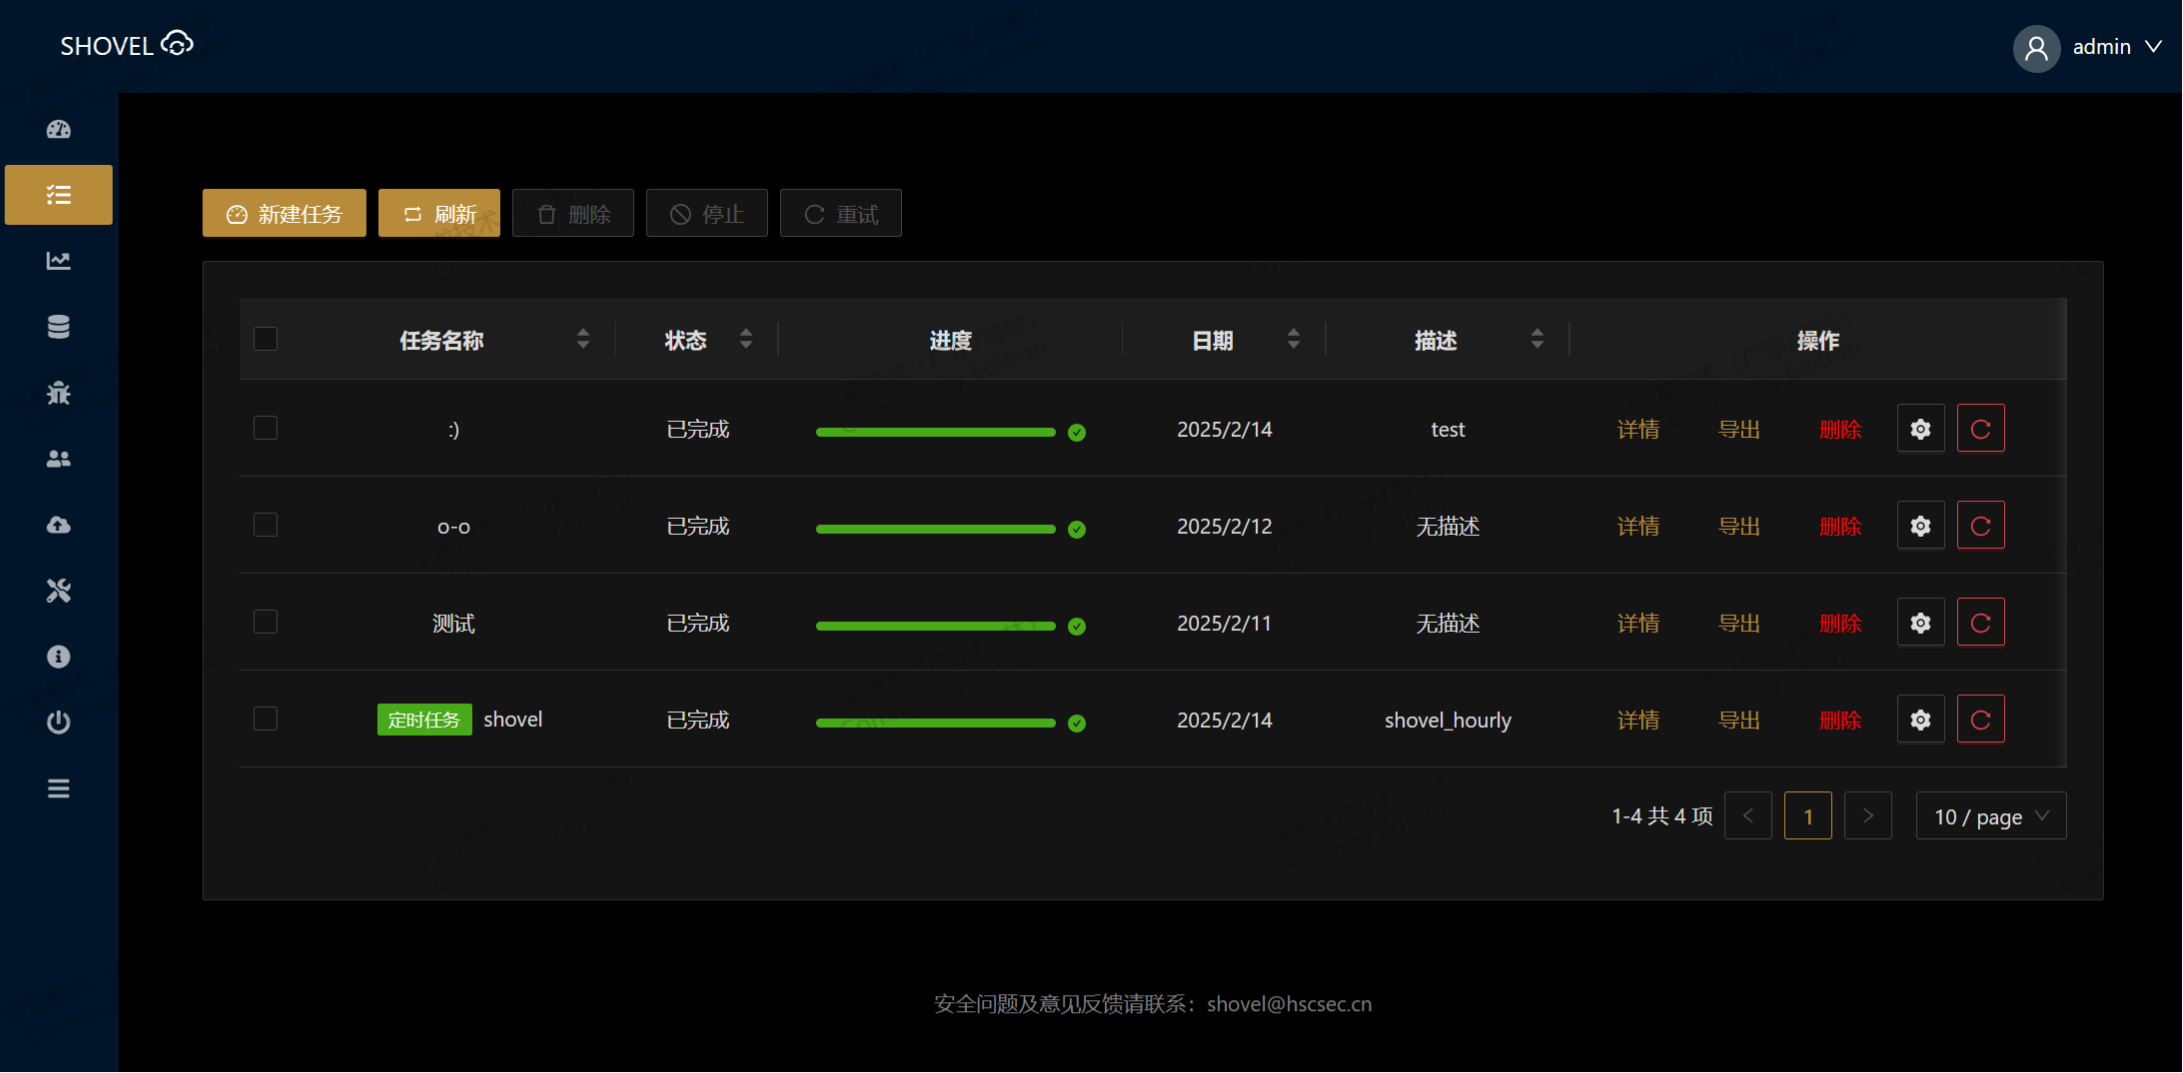 SHOVEL
admin
新建任务 刷新 删除 停止 重试
任务名称 状态 进度 日期 描述 操作
:) 已完成 2025/2/14 test 详情 导出 删除
o-o 已完成 2025/2/12 无描述 详情 导出 删除
测试 已完成 2025/2/11 无描述 详情 导出 删除
定时任务 shovel 已完成 2025/2/14 shovel_hourly 详情 导出 删除
1-4 共 4 项 1 10 / page
安全问题及意见反馈请联系：shovel@hscsec.cn
Community Edition